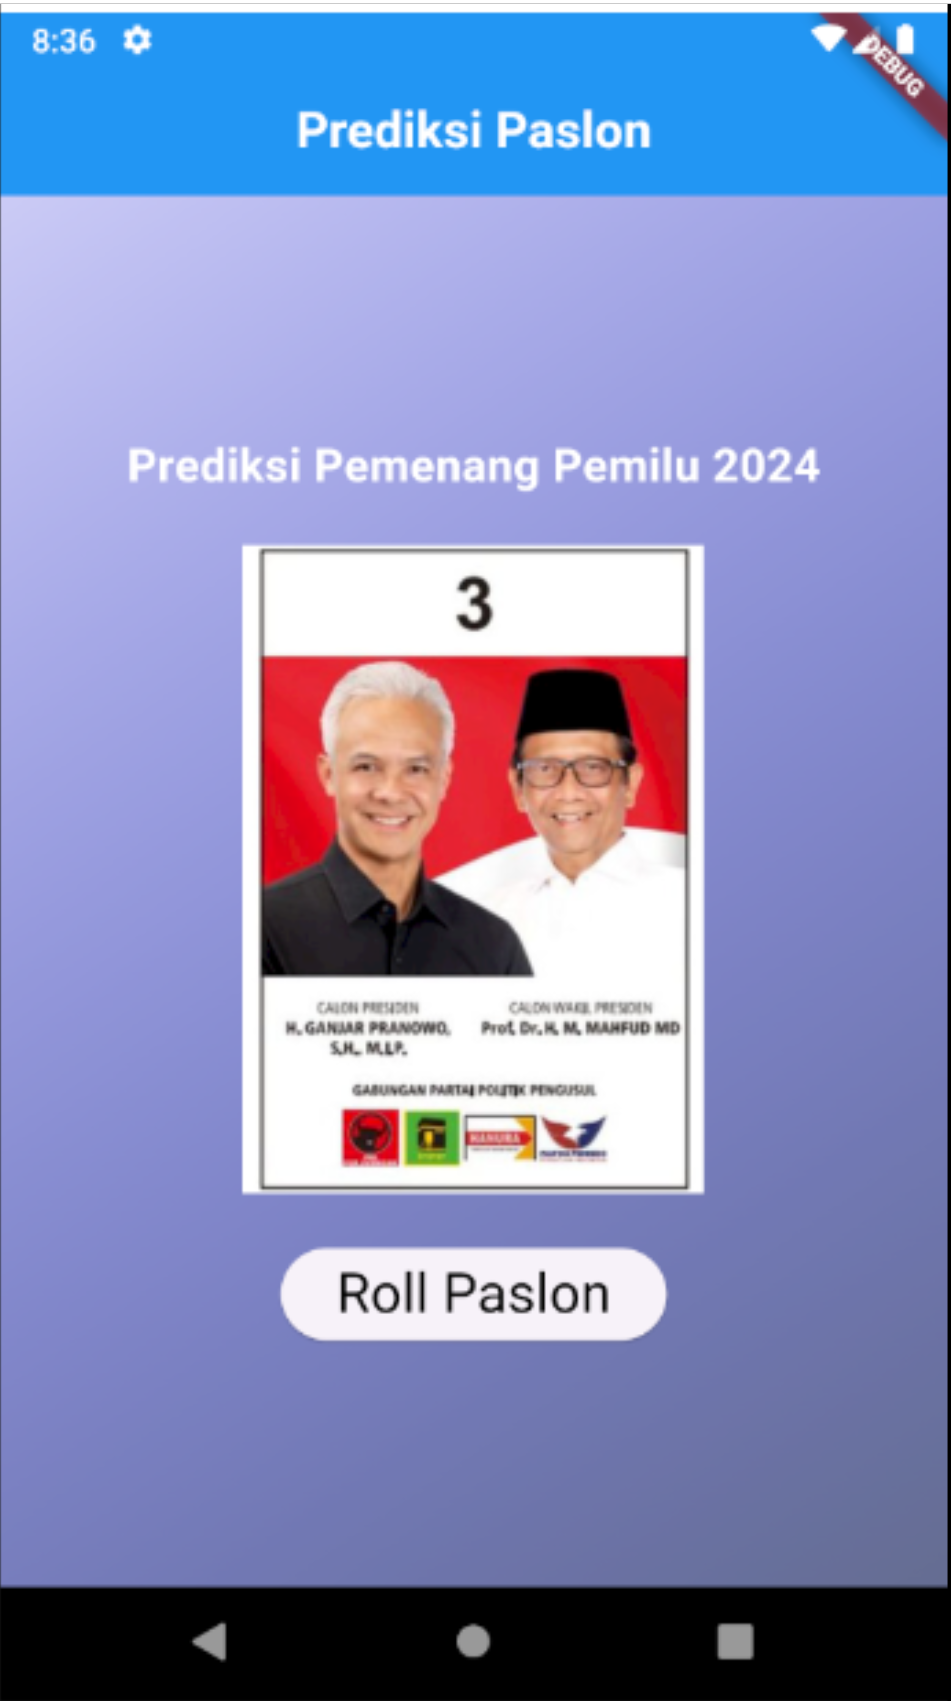 8:36
DEBUG
Prediksi Paslon
Prediksi Pemenang Pemilu 2024
3
CALON PRESIDEN
H. GANJAR PRANOWO,
S.H., M.I.P.
CALON WAKIL PRESIDEN
Prof. Dr. H. M. MAHFUD MD
GABUNGAN PARTAI POLITIK PENGUSUL
HANURA
Roll Paslon